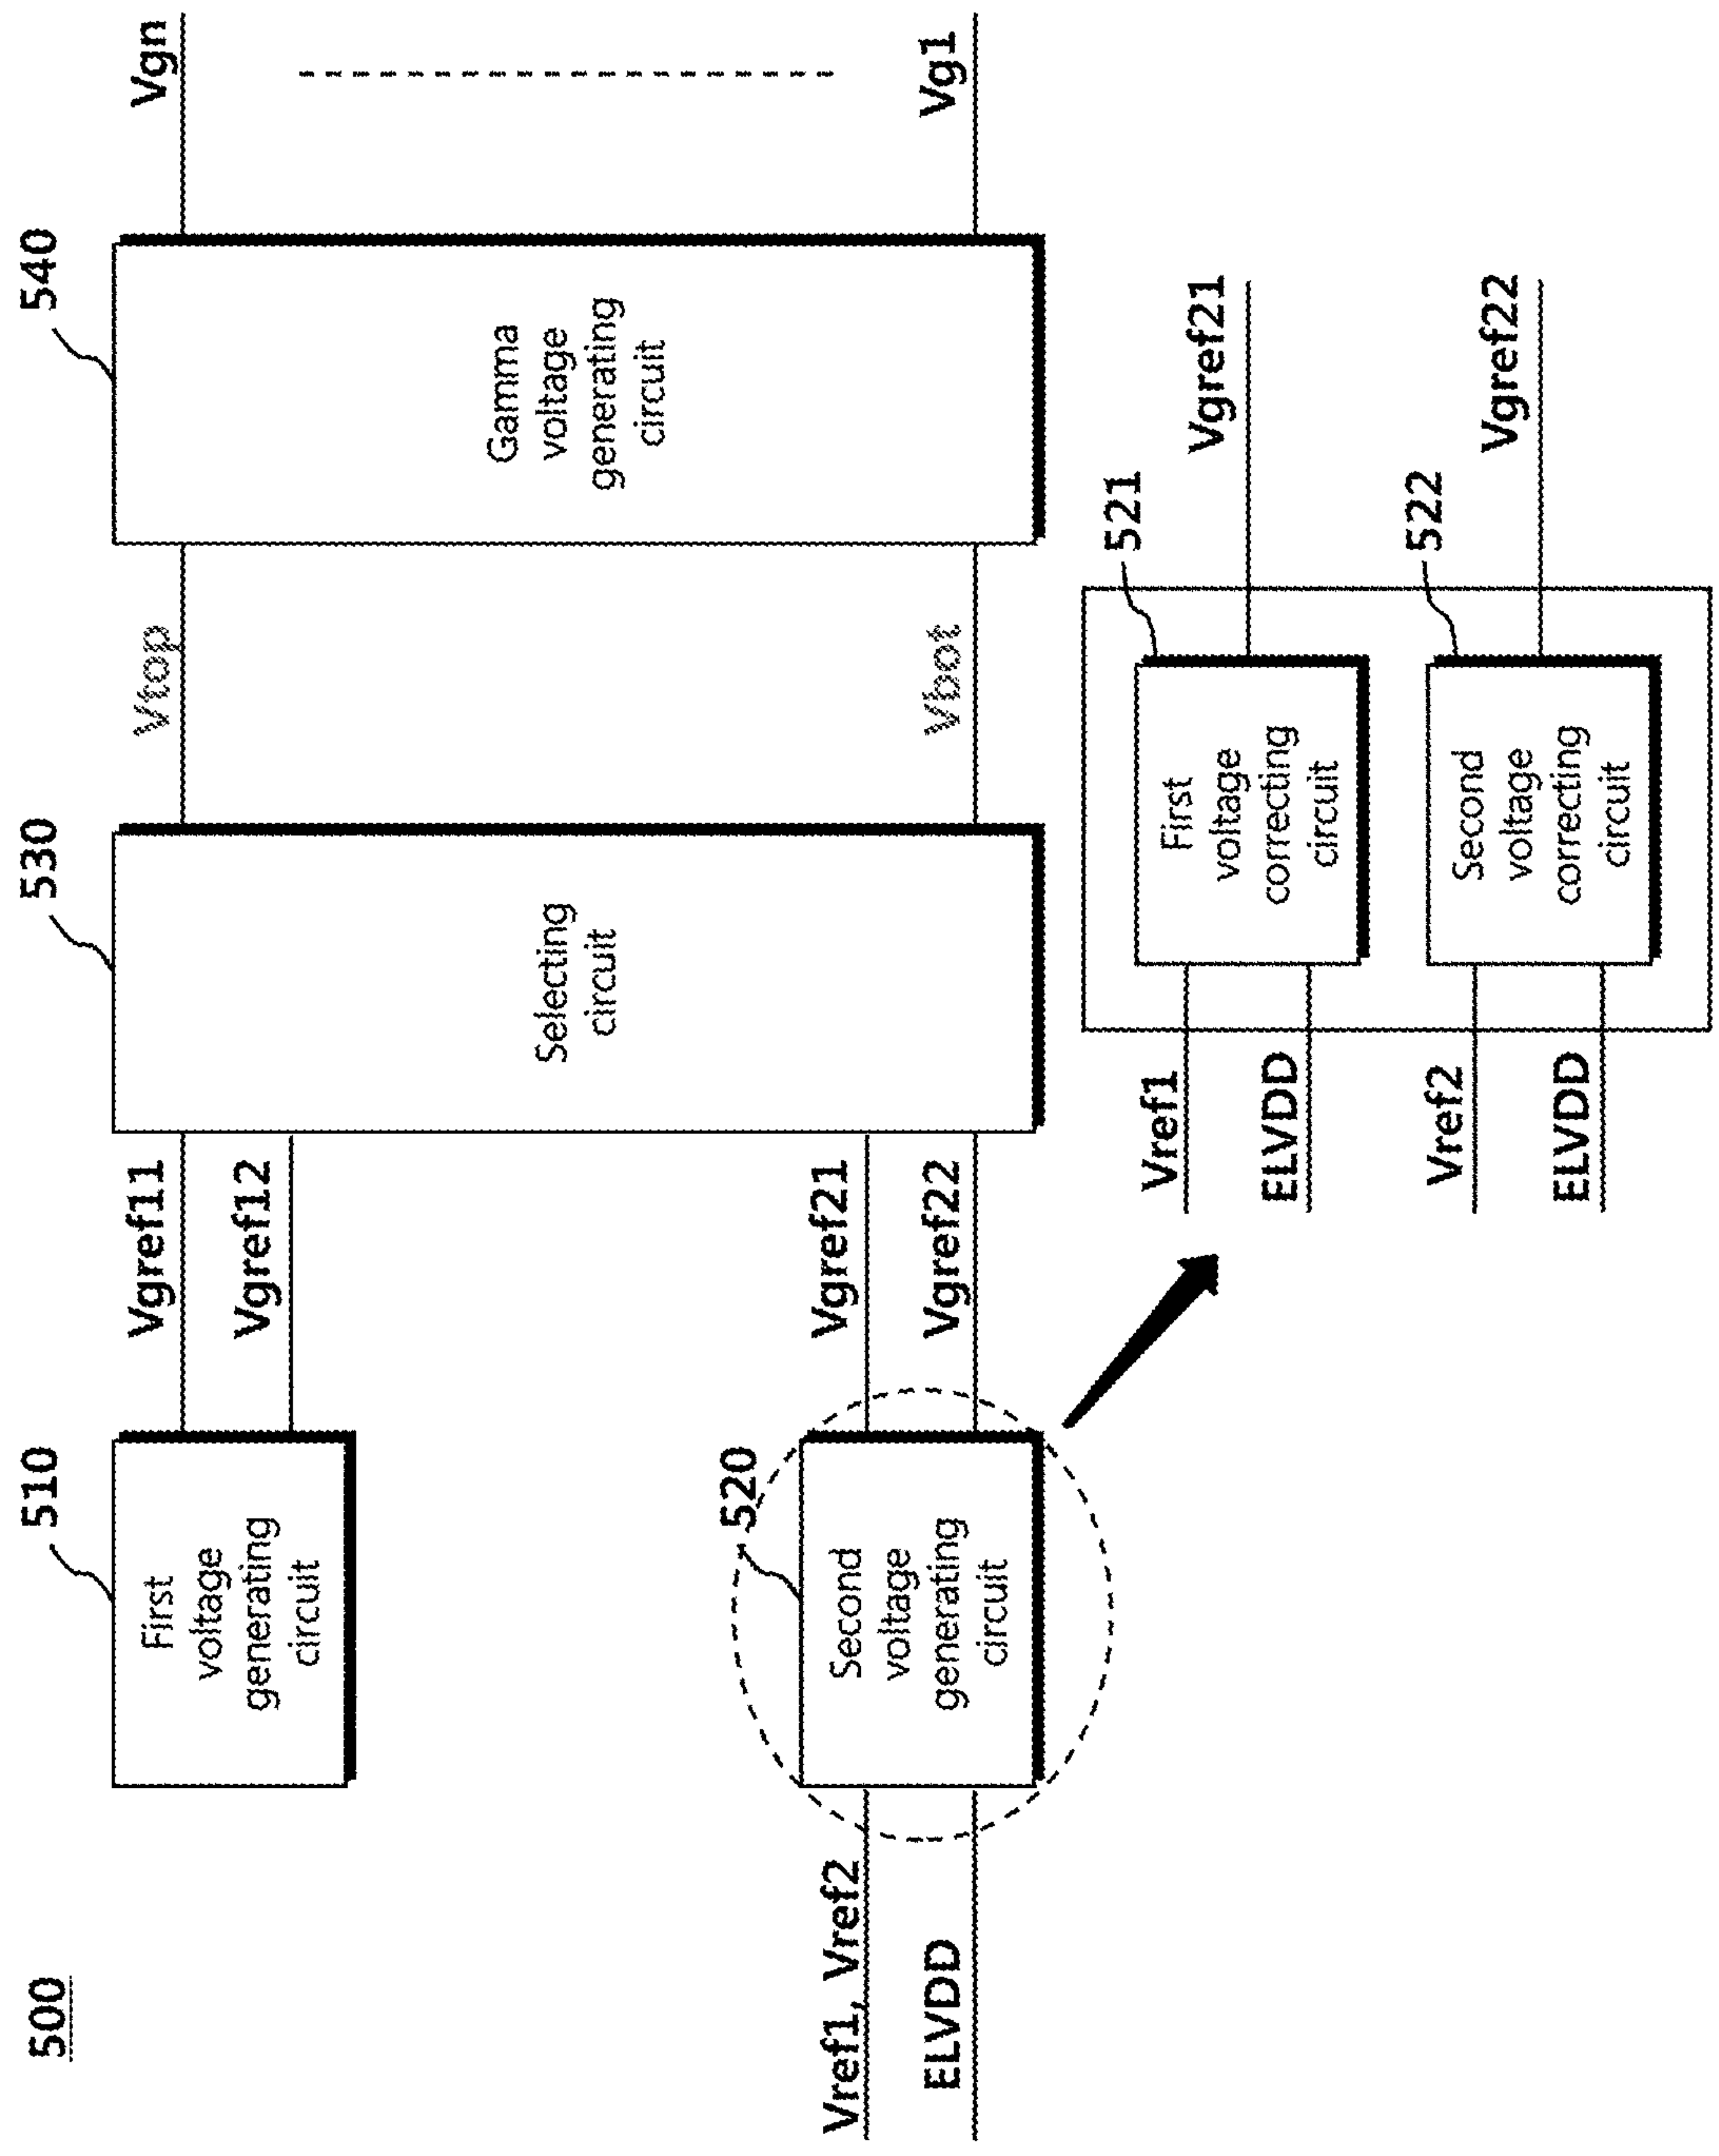 500
510
First
voltage
generating
circuit
Vgref11
Vgref12
530
Selecting
circuit
Vtop
Vbot
540
Gamma
voltage
generating
circuit
Vgn
Vg1
Vref1, Vref2
ELVDD
520
Second
voltage
generating
circuit
Vgref21
Vgref22
Vref1
ELVDD
521
First
voltage
correcting
circuit
Vgref21
Vref2
ELVDD
522
Second
voltage
correcting
circuit
Vgref22